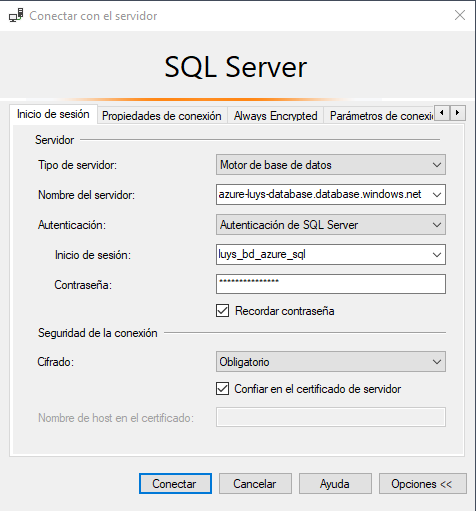 Conectar con el servidor
SQL Server
Inicio de sesión Propiedades de conexión Always Encrypted Parámetros de conexi
Servidor
Tipo de servidor: Motor de base de datos
Nombre del servidor: azure-luys-database.database.windows.net
Autenticación: Autenticación de SQL Server
Inicio de sesión: luys_bd_azure_sql
Contraseña: ***************
Recordar contraseña
Seguridad de la conexión
Cifrado: Obligatorio
Confiar en el certificado de servidor
Nombre de host en el certificado:
Conectar Cancelar Ayuda Opciones <<